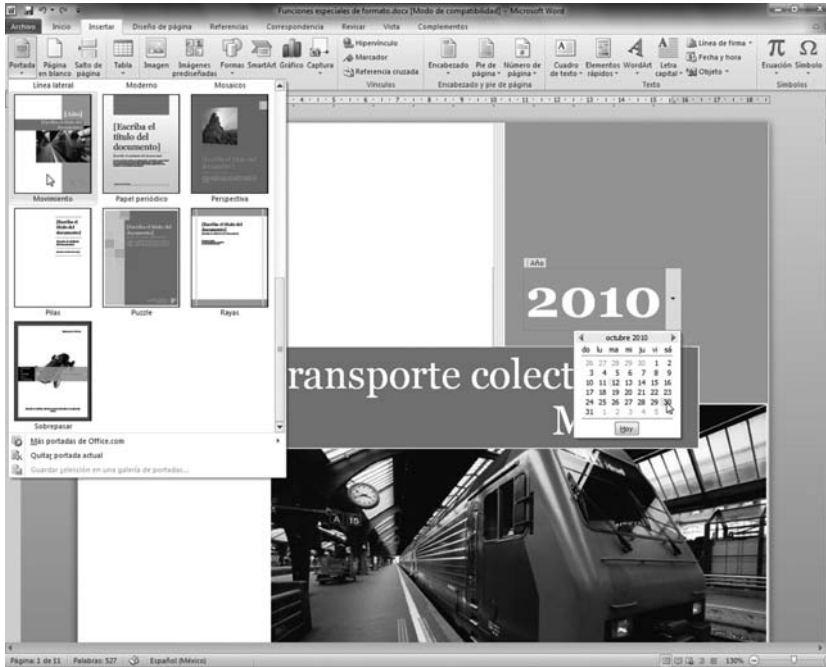 Funciones especiales de formato.docx [Modo de compatibilidad] - Microsoft Word
Archivo Inicio Insertar Diseño de página Referencias Correspondencia Revisar Vista Complementos
Portada Página en blanco Salto de página Tabla Imagen Imágenes prediseñadas Formas SmartArt Gráfico Captura
Hipervínculo
Marcador
Referencia cruzada
Encabezado Pie de página Número de página Cuadro de texto Elementos rápidos WordArt Letra capital
Línea de firma
Fecha y hora
Objeto
Ecuación Símbolo
Vínculos Encabezado y pie de página Texto Símbolos
Línea lateral Moderno Mosaicos
[Año]
[Escriba el
título del
documento]
Movimiento Papel periódico Perspectiva
[Escriba el
título del
documento]
Pilas Puzzle Rayas
Sobrepasar
Más portadas de Office.com
Quitar portada actual
Guardar selección en una galería de portadas...
Año
2010
octubre 2010
do lu ma mi ju vi sá
26 27 28 29 30 1 2
3 4 5 6 7 8 9
10 11 12 13 14 15 16
17 18 19 20 21 22 23
24 25 26 27 28 29 30
31 1 2 3 4 5
Hoy
ransporte colect
M
A 15
Página: 1 de 11 Palabras: 527 Español (México) 130%